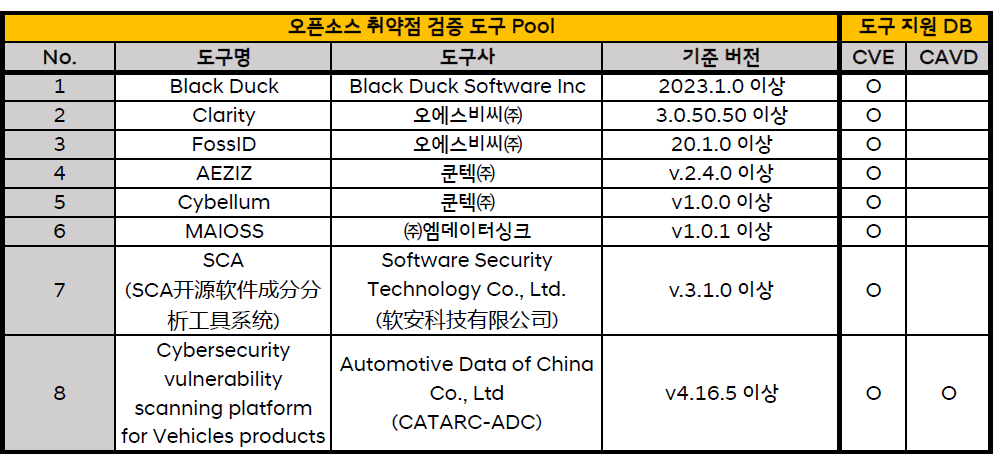 오픈소스 취약점 검증 도구 Pool 도구 지원 DB
No. 도구명 도구사 기준 버전 CVE CAVD
1 Black Duck Black Duck Software Inc 2023.1.0 이상 O
2 Clarity 오에스비씨㈜ 3.0.50.50 이상 O
3 FossID 오에스비씨㈜ 20.1.0 이상 O
4 AEZIZ 쿤텍㈜ v.2.4.0 이상 O
5 Cybellum 쿤텍㈜ v1.0.0 이상 O
6 MAIOSS ㈜엠데이터싱크 v1.0.1 이상 O
7
SCA
(SCA开源软件成分分
析工具系统)
Software Security
Technology Co., Ltd.
(软安科技有限公司)
v.3.1.0 이상
O
8
Cybersecurity
vulnerability
scanning platform
for Vehicles products
Automotive Data of China
Co., Ltd
(CATARC-ADC)
v4.16.5 이상
O
O